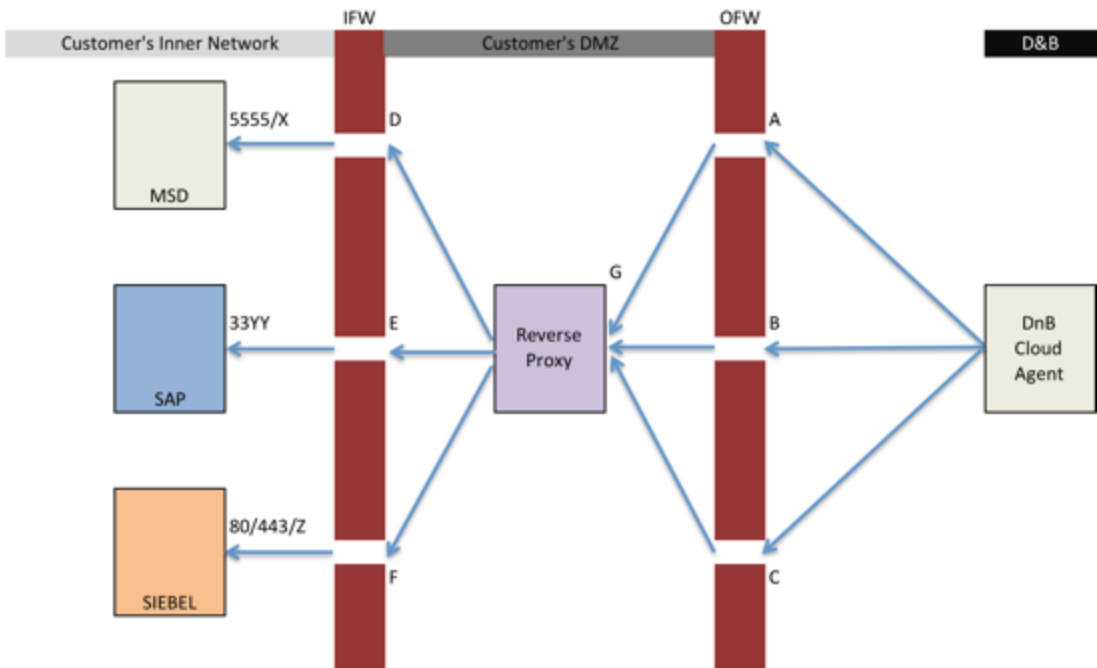 IFW
OFW
Customer's Inner Network
Customer's DMZ
D&B
5555/X
D
A
MSD
G
33YY
E
B
Reverse
Proxy
DnB
Cloud
Agent
SAP
80/443/Z
F
C
SIEBEL